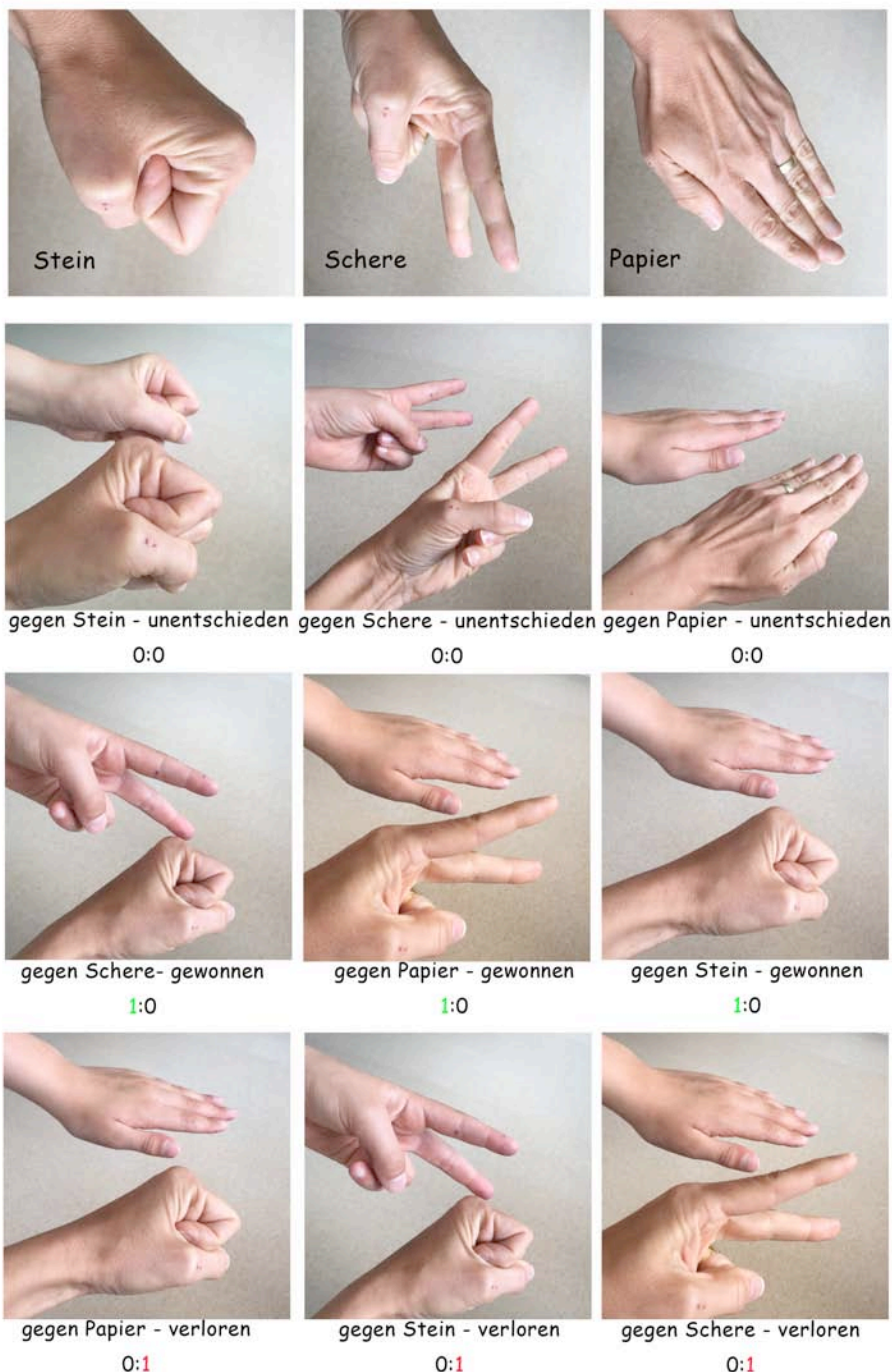 Stein
Schere
Papier
gegen Stein - unentschieden
gegen Schere - unentschieden
gegen Papier - unentschieden
0:0
0:0
0:0
gegen Schere- gewonnen
gegen Papier - gewonnen
gegen Stein - gewonnen
1:0
1:0
1:0
gegen Papier - verloren
gegen Stein - verloren
gegen Schere - verloren
0:1
0:1
0:1